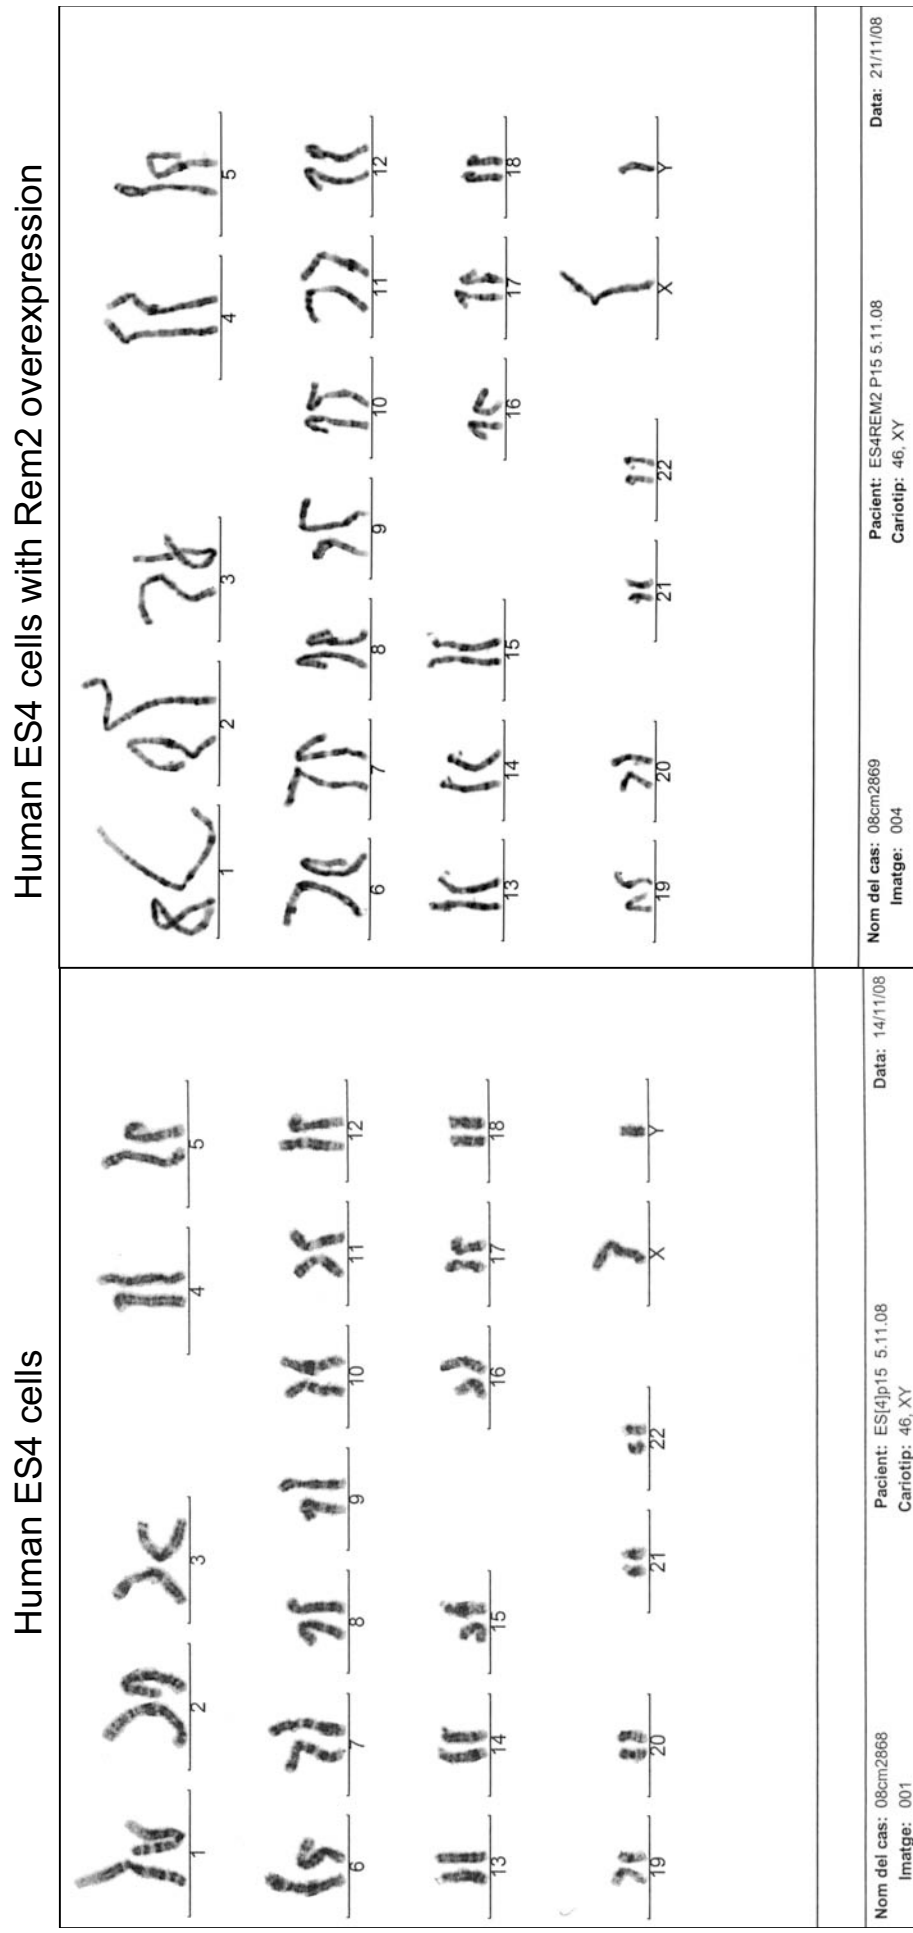 Human ES4 cells
1 2 3 4 5
6 7 8 9 10 11 12
13 14 15 16 17 18
19 20 21 22 X Y
Nom del cas: 08cm2868 Pacient: ES[4]p15 5.11.08 Data: 14/11/08
Imatge: 001 Cariotip: 46, XY
Human ES4 cells with Rem2 overexpression
1 2 3 4 5
6 7 8 9 10 11 12
13 14 15 16 17 18
19 20 21 22 X Y
Nom del cas: 08cm2869 Pacient: ES4REM2 P15 5.11.08 Data: 21/11/08
Imatge: 004 Cariotip: 46, XY